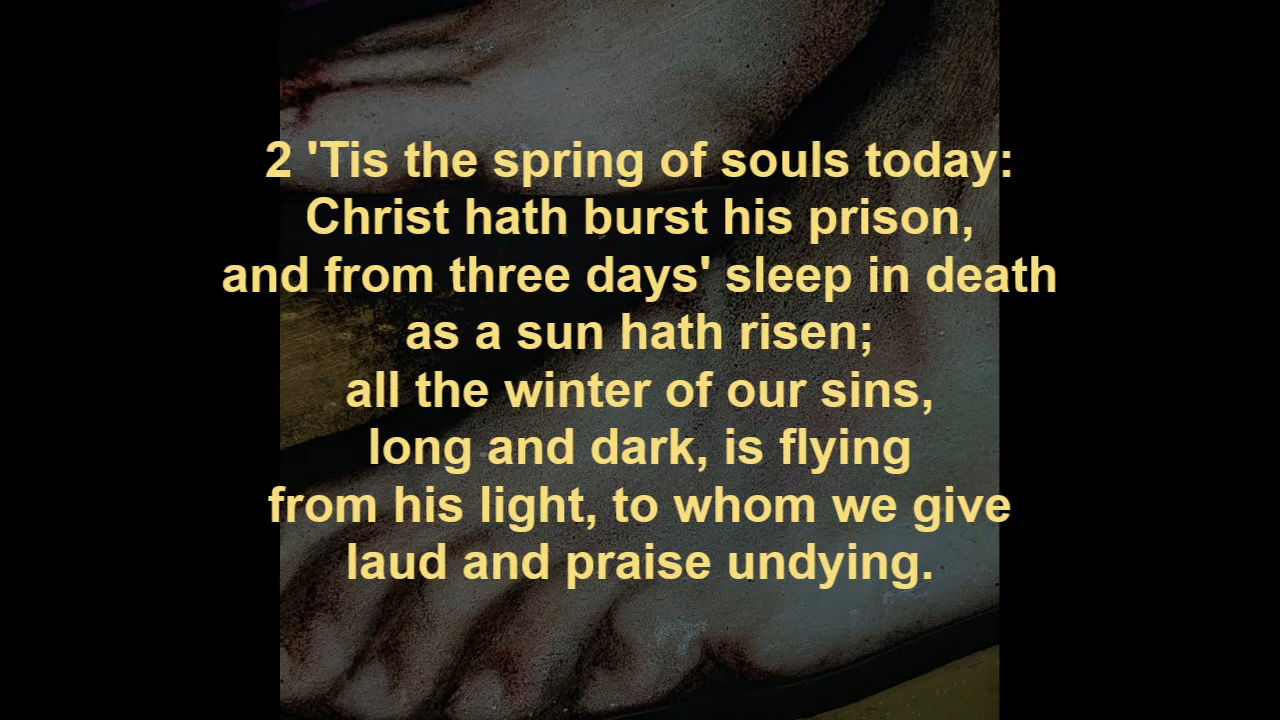 2 'Tis the spring of souls today:
Christ hath burst his prison,
and from three days' sleep in death
as a sun hath risen;
all the winter of our sins,
long and dark, is flying
from his light, to whom we give
laud and praise undying.